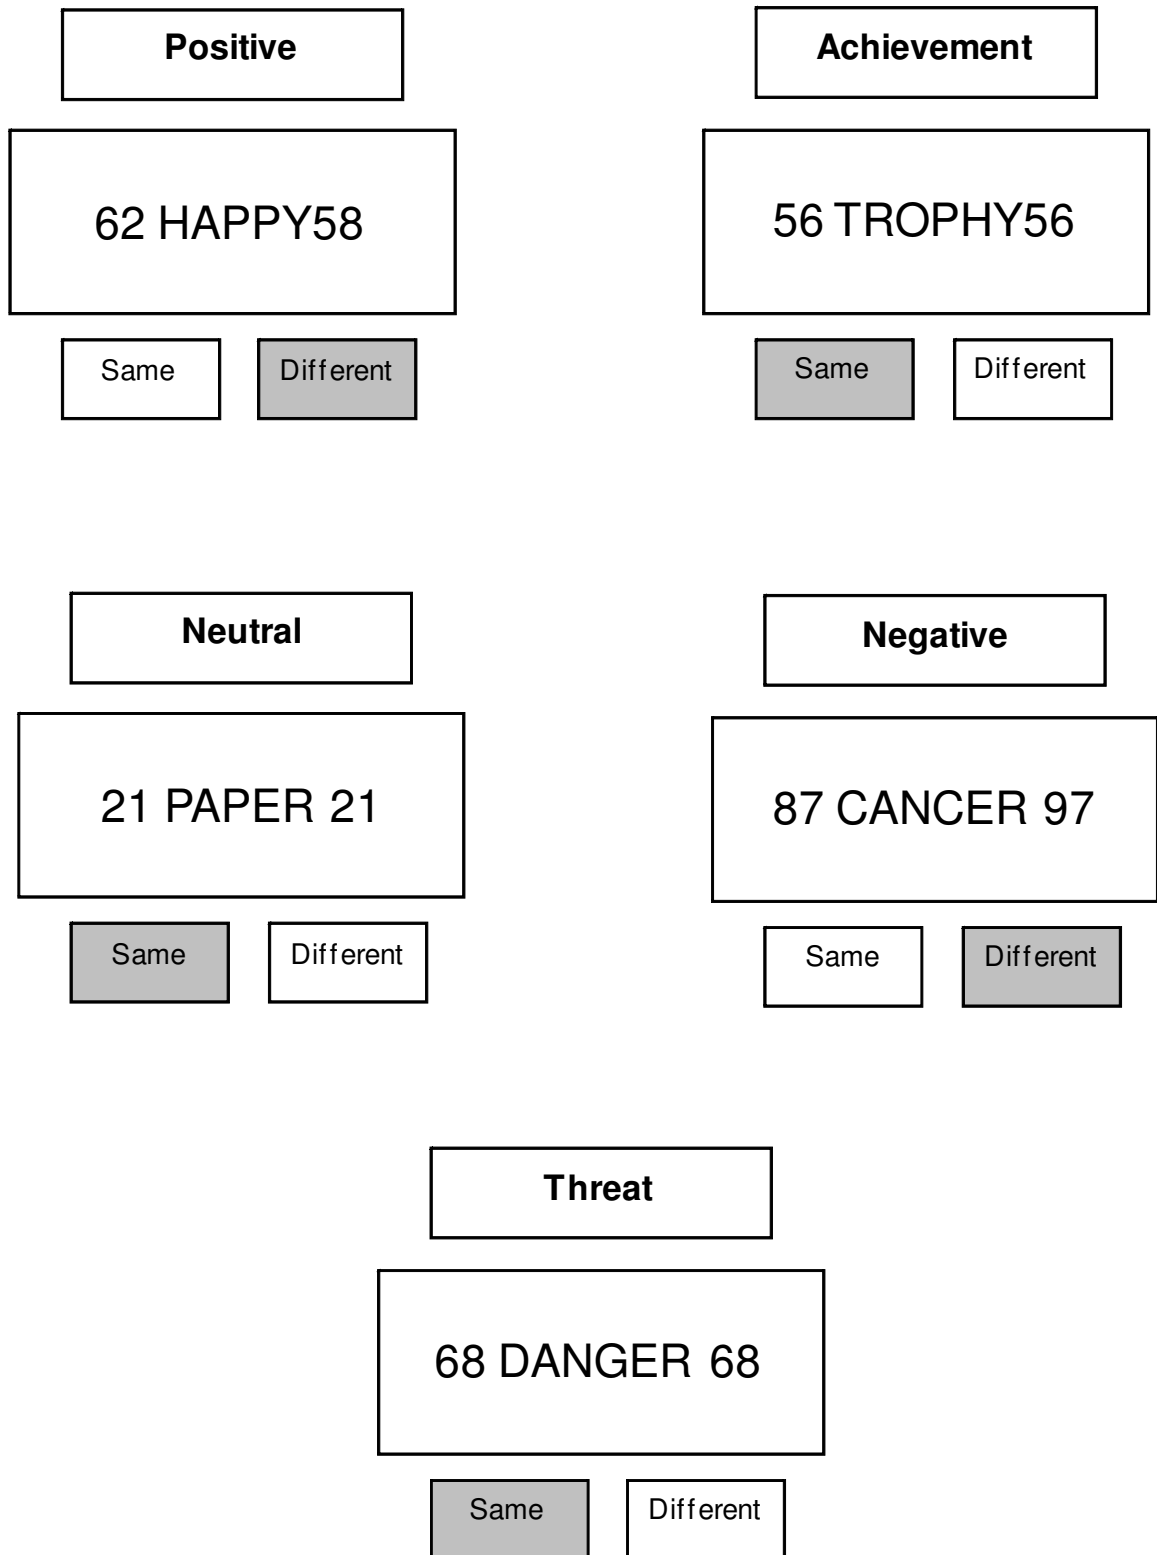 Positive
62 HAPPY58
Same
Different
Achievement
56 TROPHY56
Same
Different
Neutral
21 PAPER 21
Same
Different
Negative
87 CANCER 97
Same
Different
Threat
68 DANGER 68
Same
Different